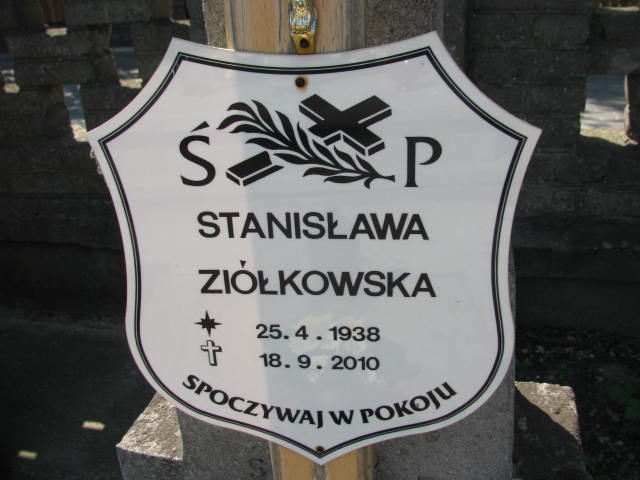 Ś P
STANISŁAWA
ZIÓŁKOWSKA
25.4.1938
18.9.2010
SPOCZYWAJ W POKOJU